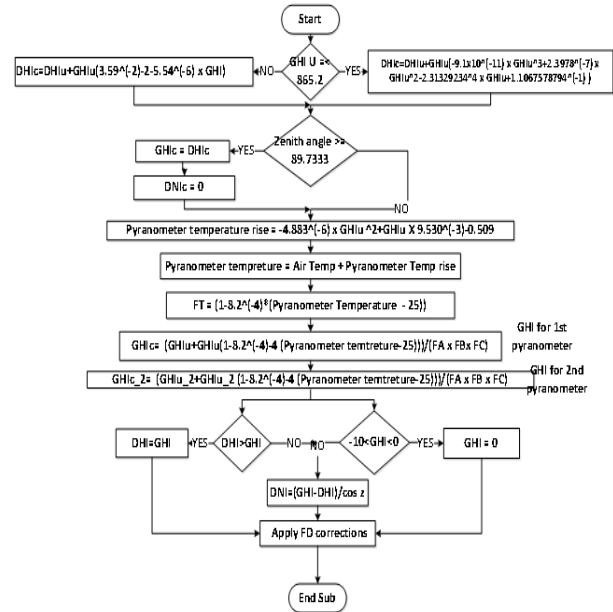 Start
GHI U =<
865.2
NO
YES
DHIc=DHIu+GHIu(3.59^(-2)-2-5.54^(-6) x GHI)
DHIc=DHIu+GHIu(-9.1x10^(-11) x GHIu^3+2.3978^(-7) x
GHIu^2-2.31329234^4 x GHIu+1.1067578794^(-1) )
Zenith angle >=
89.7333
YES
GHIc = DHIc
DNIc = 0
NO
Pyranometer temperature rise = -4.883^(-6) x GHIu ^2+GHIu X 9.530^(-3)-0.509
Pyranometer tempreture = Air Temp + Pyranometer Temp rise
FT = (1-8.2^(-4)*(Pyranometer Temperature - 25))
GHIc= (GHIu+GHIu(1-8.2^(-4)-4 (Pyranometer temtreture-25)))/(FA x FBx FC)
GHI for 1st
pyranometer
GHIc_2= (GHIu_2+GHIu_2 (1-8.2^(-4)-4 (Pyranometer temtreture-25)))/(FA x FB x FC)
GHI for 2nd
pyranometer
DHI=GHI
YES
DHI>GHI
NO
NO
-10<GHI<0
YES
GHI = 0
DNI=(GHI-DHI)/cos z
Apply FD corrections
End Sub